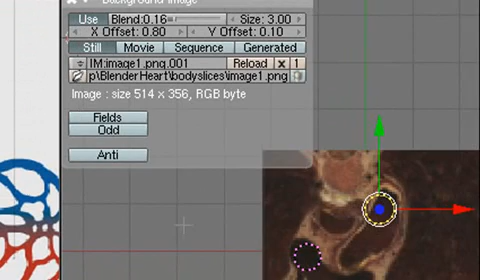 Background Image
Use Blend:0.16 Size: 3.00
X Offset: 0.80 Y Offset: 0.10
Still Movie Sequence Generated
IM:image1.png.001 Reload x 1
p\BlenderHeart\bodyslices\image1.png
Image : size 514 x 356, RGB byte
Fields
Odd
Anti